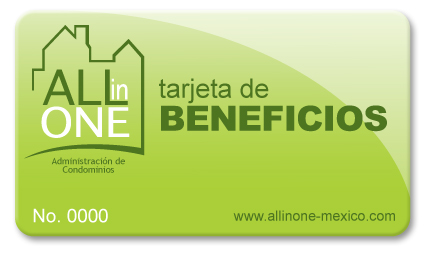 ALL in
ONE
Administración de
Condominios
tarjeta de
BENEFICIOS
No. 0000
www.allinone-mexico.com